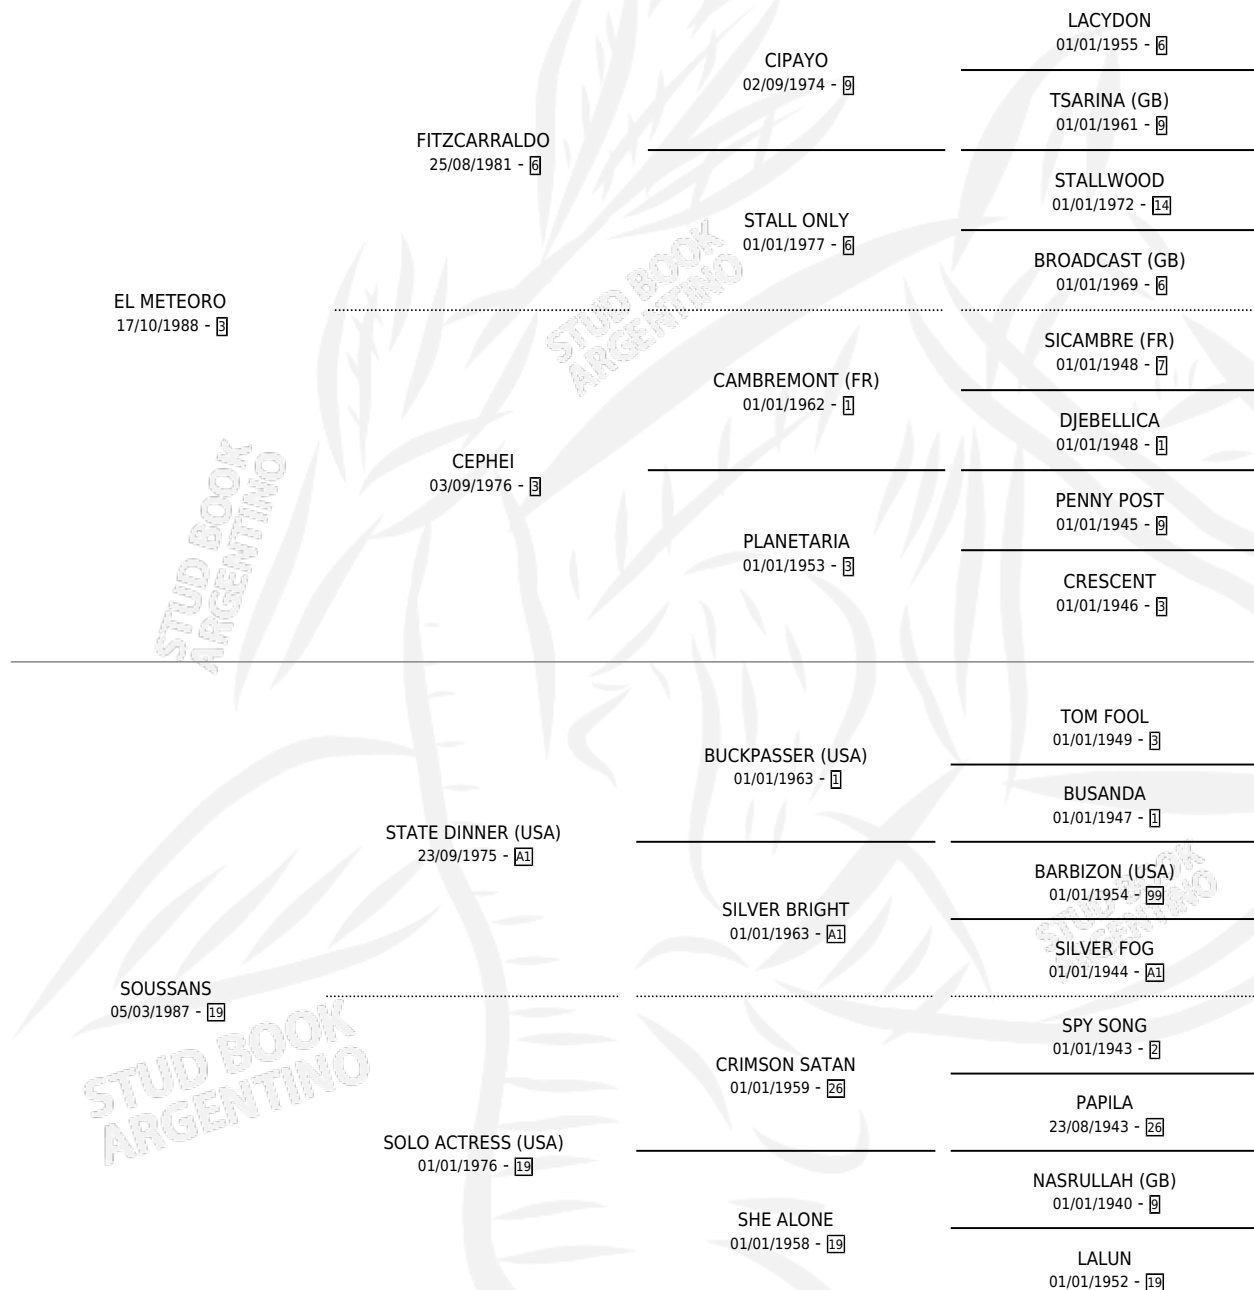 LACYDON
01/01/1955 - 6
CIPAYO
02/09/1974 - 9
TSARINA (GB)
01/01/1961 - 9
FITZCARRALDO
25/08/1981 - 6
STALLWOOD
01/01/1972 - 14
STALL ONLY
01/01/1977 - 6
BROADCAST (GB)
01/01/1969 - 6
EL METEORO
17/10/1988 - 3
STUD BOOK
ARGENTINO
SICAMBRE (FR)
01/01/1948 - 7
CAMBREMONT (FR)
01/01/1962 - 1
DJEBELLICA
01/01/1948 - 1
CEPHEI
03/09/1976 - 3
PENNY POST
01/01/1945 - 9
PLANETARIA
01/01/1953 - 3
CRESCENT
01/01/1946 - 3
STUD BOOK
ARGENTINO
TOM FOOL
01/01/1949 - 3
BUCKPASSER (USA)
01/01/1963 - 1
BUSANDA
01/01/1947 - 1
STATE DINNER (USA)
23/09/1975 - A1
BARBIZON (USA)
01/01/1954 - 99
STUD BOOK
ARGENTINO
SILVER BRIGHT
01/01/1963 - A1
SILVER FOG
01/01/1944 - A1
SOUSSANS
05/03/1987 - 19
STUD BOOK
ARGENTINO
SPY SONG
01/01/1943 - 2
CRIMSON SATAN
01/01/1959 - 26
PAPILA
23/08/1943 - 26
SOLO ACTRESS (USA)
01/01/1976 - 19
NASRULLAH (GB)
01/01/1940 - 9
SHE ALONE
01/01/1958 - 19
LALUN
01/01/1952 - 19